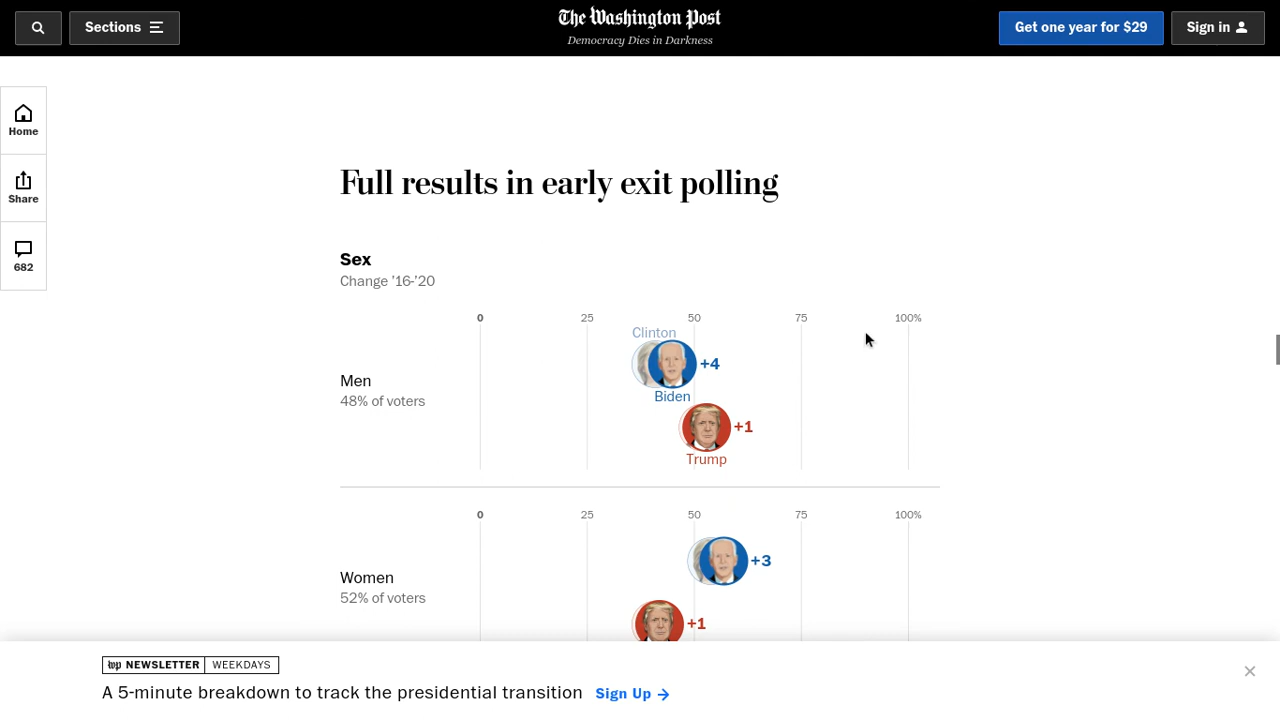 Sections
The Washington Post
Democracy Dies in Darkness
Get one year for $29
Sign in
Home
Share
682
Full results in early exit polling
Sex
Change ’16-’20
0 25 50 75 100%
Clinton
+4
Men
48% of voters
Biden
+1
Trump
0 25 50 75 100%
+3
Women
52% of voters
+1
wp NEWSLETTER WEEKDAYS
A 5-minute breakdown to track the presidential transition Sign Up →